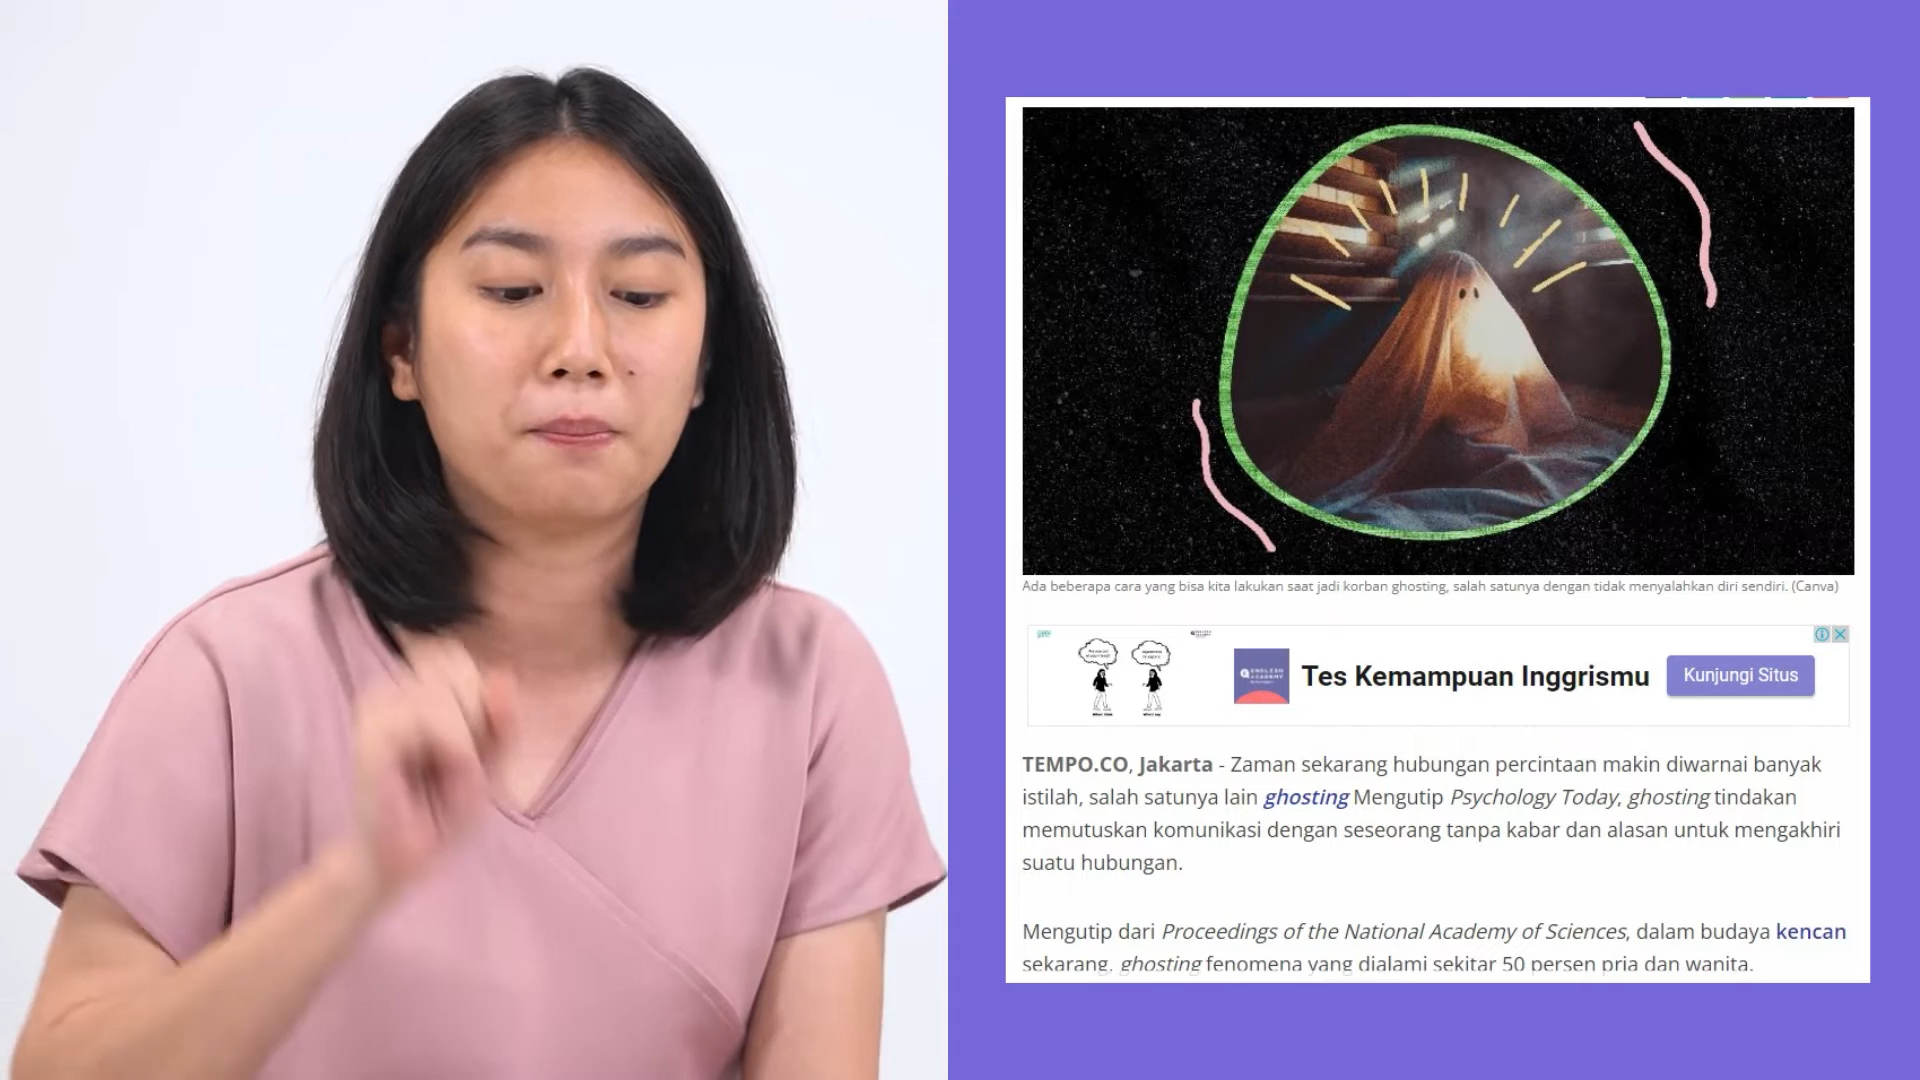 Ada beberapa cara yang bisa kita lakukan saat jadi korban ghosting, salah satunya dengan tidak menyalahkan diri sendiri. (Canva)
ENGLISH
ACADEMY
Tes Kemampuan Inggrismu
Kunjungi Situs
TEMPO.CO, Jakarta - Zaman sekarang hubungan percintaan makin diwarnai banyak
istilah, salah satunya lain ghosting Mengutip Psychology Today, ghosting tindakan
memutuskan komunikasi dengan seseorang tanpa kabar dan alasan untuk mengakhiri
suatu hubungan.
Mengutip dari Proceedings of the National Academy of Sciences, dalam budaya kencan
sekarang, ghosting fenomena yang dialami sekitar 50 persen pria dan wanita.